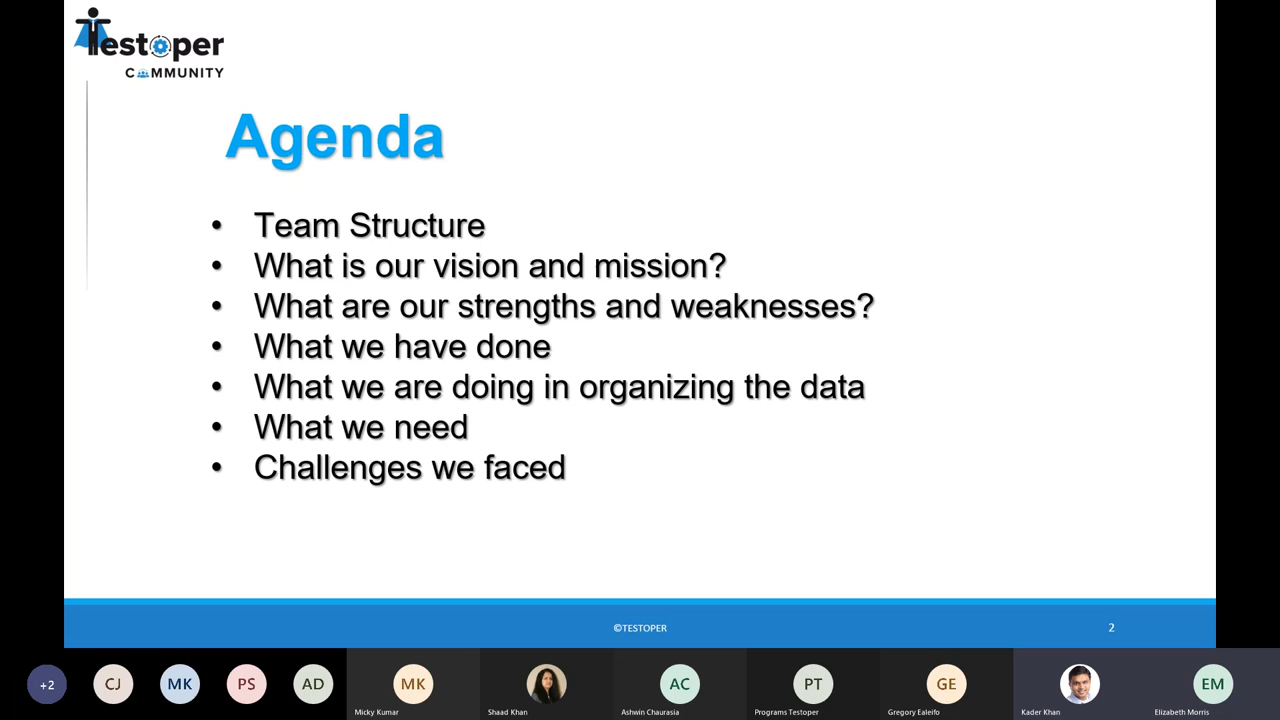 Testoper
COMMUNITY
Agenda
• Team Structure
• What is our vision and mission?
• What are our strengths and weaknesses?
• What we have done
• What we are doing in organizing the data
• What we need
• Challenges we faced
©TESTOPER
2
+2
CJ
MK
PS
AD
MK
AC
PT
GE
EM
Micky Kumar
Shaad Khan
Ashwin Chaurasia
Programs Testoper
Gregory Ealeifo
Kader Khan
Elizabeth Morris